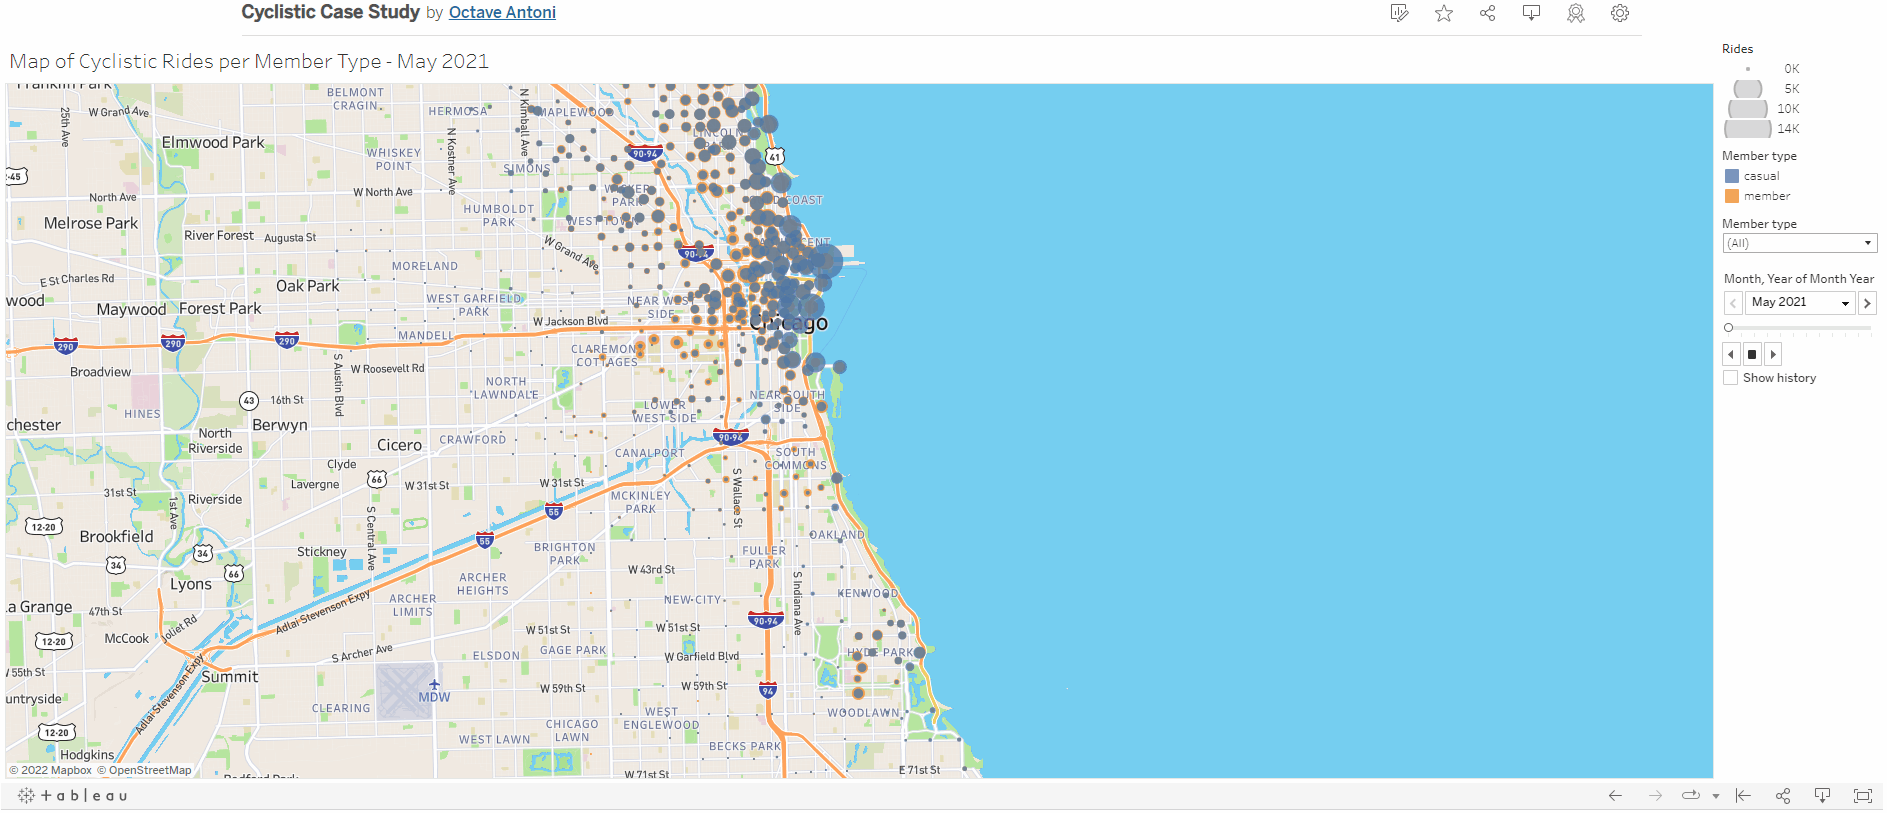 Cyclistic Case Study by Octave Antoni
Map of Cyclistic Rides per Member Type - May 2021
Rides
0K
5K
10K
14K
Member type
casual
member
Member type
(All)
Month, Year of Month Year
May 2021
Show history
Franklin Park
25th Ave
W Grand Ave
BELMONT
CRAGIN
HERMOSA
N Kimball Ave
MAPLEWOOD
Elmwood Park
WHISKEY
POINT
N Kostner Ave
SIMONS
90-94
LINCOLN
PARK
41
-45
North Ave
W North Ave
WICKER
PARK
GOLD COAST
Melrose Park
HUMBOLDT
PARK
WEST TOWN
River Forest
Augusta St
W Grand Ave
90-94
E St Charles Rd
MORELAND
Oak Park
wood
Maywood
Forest Park
WEST GARFIELD
PARK
NEAR WEST
SIDE
W Jackson Blvd
Chicago
290
290
290
MANDELL
CLAREMONT
COTTAGES
Broadview
S Austin Blvd
W Roosevelt Rd
NORTH
LAWNDALE
NEAR SOUTH
SIDE
HINES
43
16th St
LOWER
WEST SIDE
chester
North
Riverside
Berwyn
Cicero
CRAWFORD
90-94
CANALPORT
SOUTH
COMMONS
Clyde
Lavergne
66
W 31st St
W 31st St
31st St
Riverside
1st Ave
S Central Ave
MCKINLEY
PARK
S Wallace St
12-20
55
Brookfield
55
OAKLAND
34
34
Stickney
BRIGHTON
PARK
FULLER
PARK
66
Lyons
ARCHER
HEIGHTS
W 43rd St
S Indiana Ave
KENWOOD
La Grange
47th St
Adlai Stevenson Expy
ARCHER
LIMITS
NEW CITY
90-94
12-20
McCook
Joliet Rd
W 51st St
W 51st St
S Archer Ave
ELSDON
GAGE PARK
W Garfield Blvd
HYDE PARK
W 55th St
Summit
untryside
Adlai Stevenson Expy
MDW
W 59th St
W 59th St
94
CLEARING
CHICAGO
LAWN
WEST
ENGLEWOOD
WOODLAWN
12-20
WEST LAWN
BECKS PARK
Hodgkins
© 2022 Mapbox © OpenStreetMap
Bedford Park
W 71st St
E 71st St
+ableau